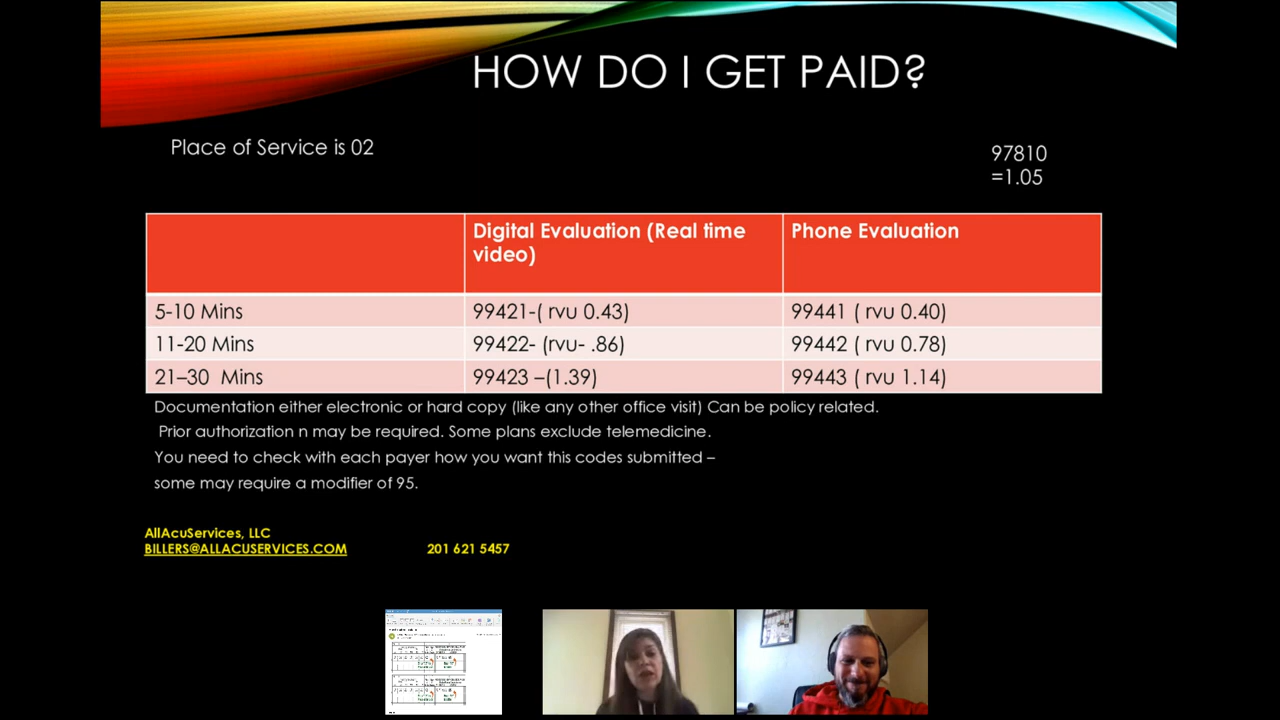 HOW DO I GET PAID?
Place of Service is 02
97810
=1.05
Digital Evaluation (Real time
video)
Phone Evaluation
5-10 Mins
99421-( rvu 0.43)
99441 ( rvu 0.40)
11-20 Mins
99422- (rvu- .86)
99442 ( rvu 0.78)
21–30 Mins
99423 –(1.39)
99443 ( rvu 1.14)
Documentation either electronic or hard copy (like any other office visit) Can be policy related.
Prior authorization n may be required. Some plans exclude telemedicine.
You need to check with each payer how you want this codes submitted –
some may require a modifier of 95.
AllAcuServices, LLC
BILLERS@ALLACUSERVICES.COM 201 621 5457